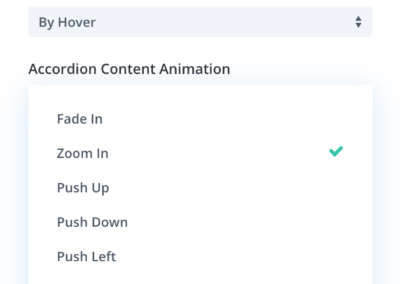 By Hover
Accordion Content Animation
Fade In
Zoom In
Push Up
Push Down
Push Left